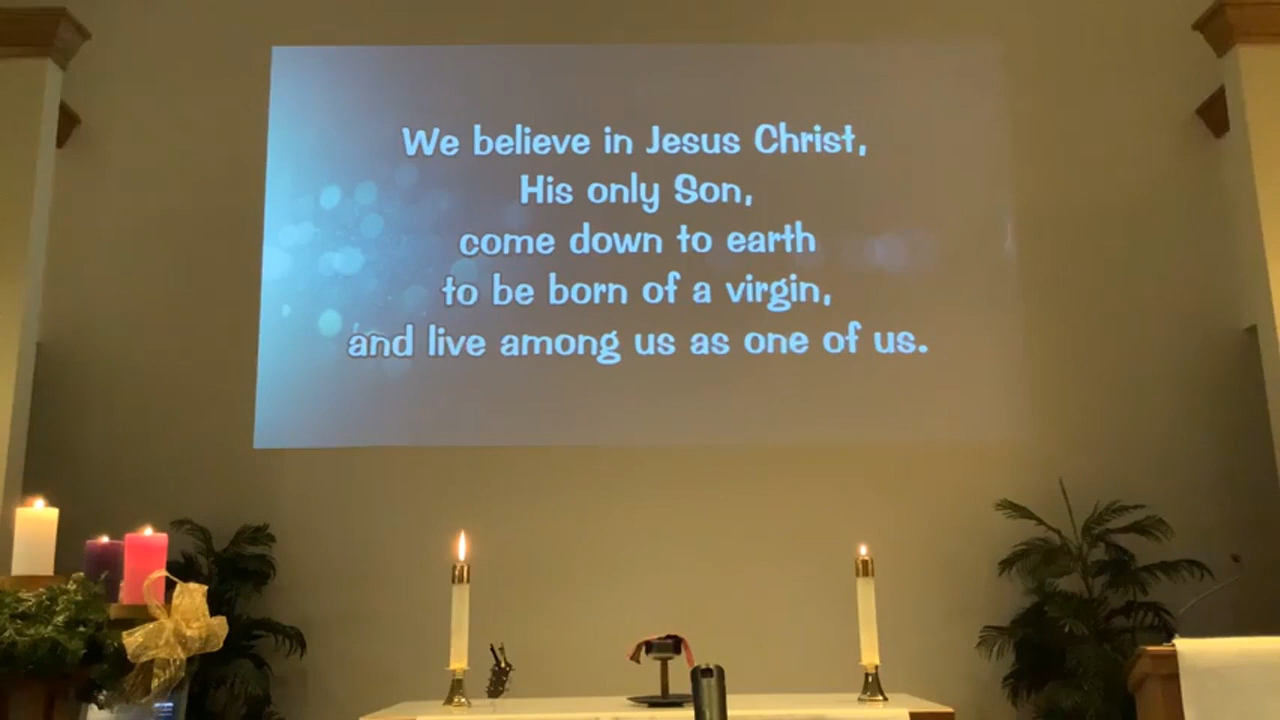 We believe in Jesus Christ,
His only Son,
come down to earth
to be born of a virgin,
and live among us as one of us.